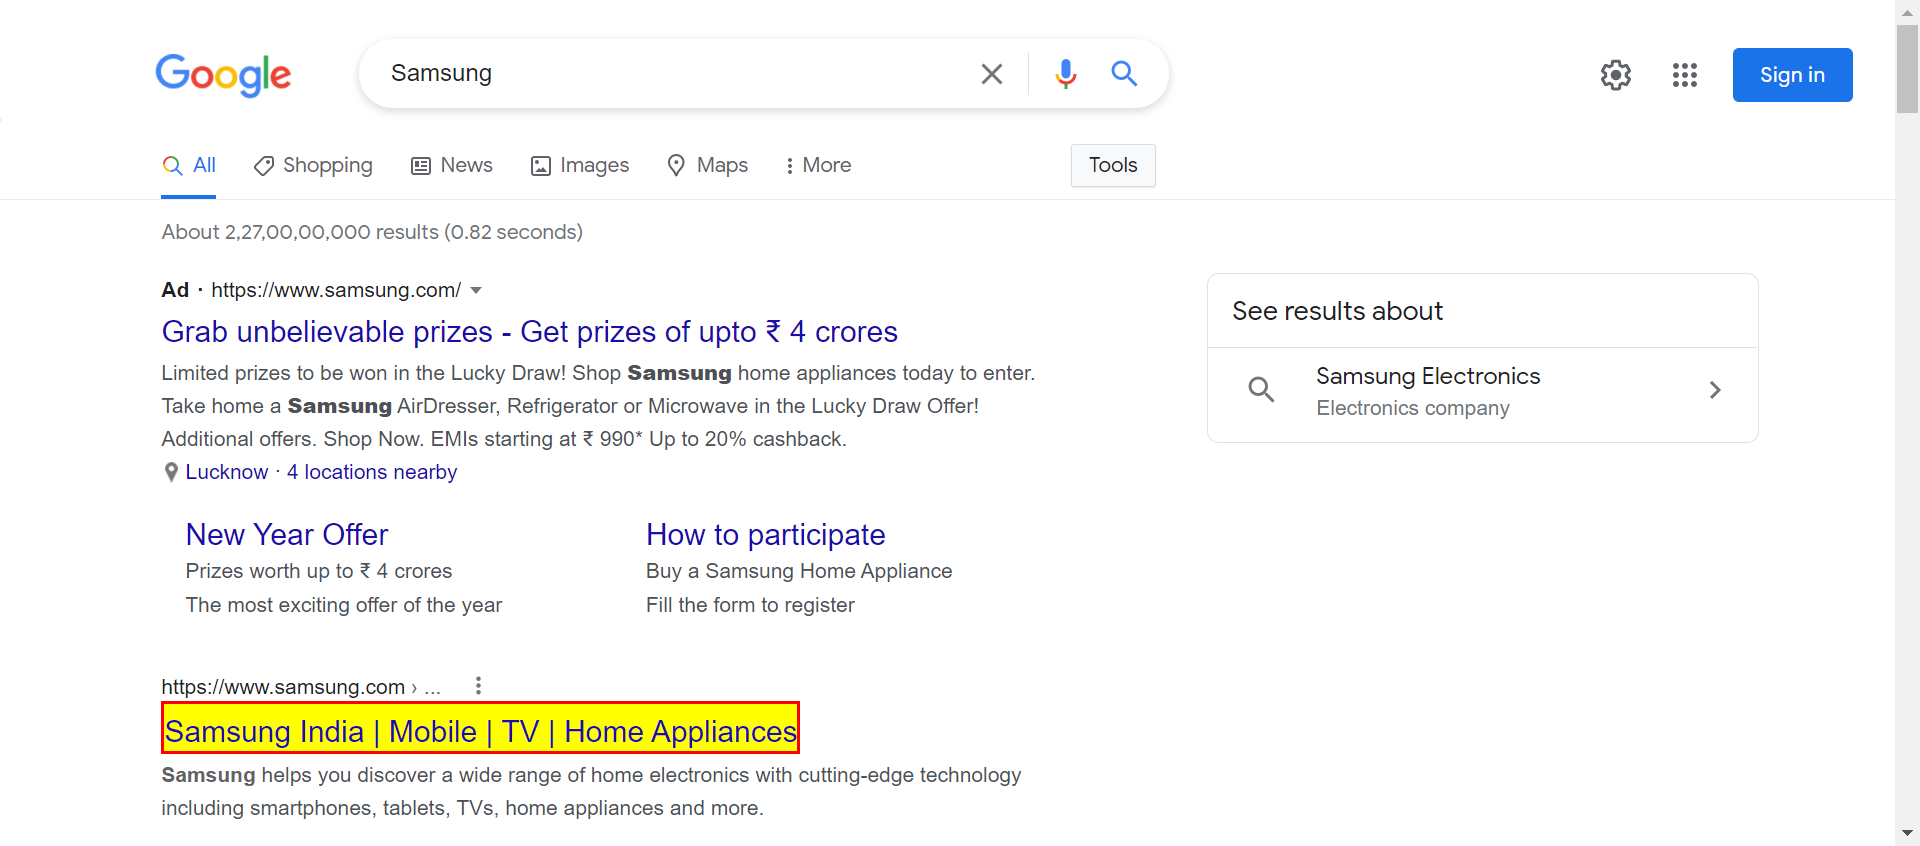 Google
Samsung
Sign in
All
Shopping
News
Images
Maps
More
Tools
About 2,27,00,00,000 results (0.82 seconds)
Ad · https://www.samsung.com/
Grab unbelievable prizes - Get prizes of upto ₹ 4 crores
Limited prizes to be won in the Lucky Draw! Shop Samsung home appliances today to enter.
Take home a Samsung AirDresser, Refrigerator or Microwave in the Lucky Draw Offer!
Additional offers. Shop Now. EMIs starting at ₹ 990* Up to 20% cashback.
Lucknow · 4 locations nearby
New Year Offer
Prizes worth up to ₹ 4 crores
The most exciting offer of the year
How to participate
Buy a Samsung Home Appliance
Fill the form to register
https://www.samsung.com › ...
Samsung India | Mobile | TV | Home Appliances
Samsung helps you discover a wide range of home electronics with cutting-edge technology
including smartphones, tablets, TVs, home appliances and more.
See results about
Samsung Electronics
Electronics company